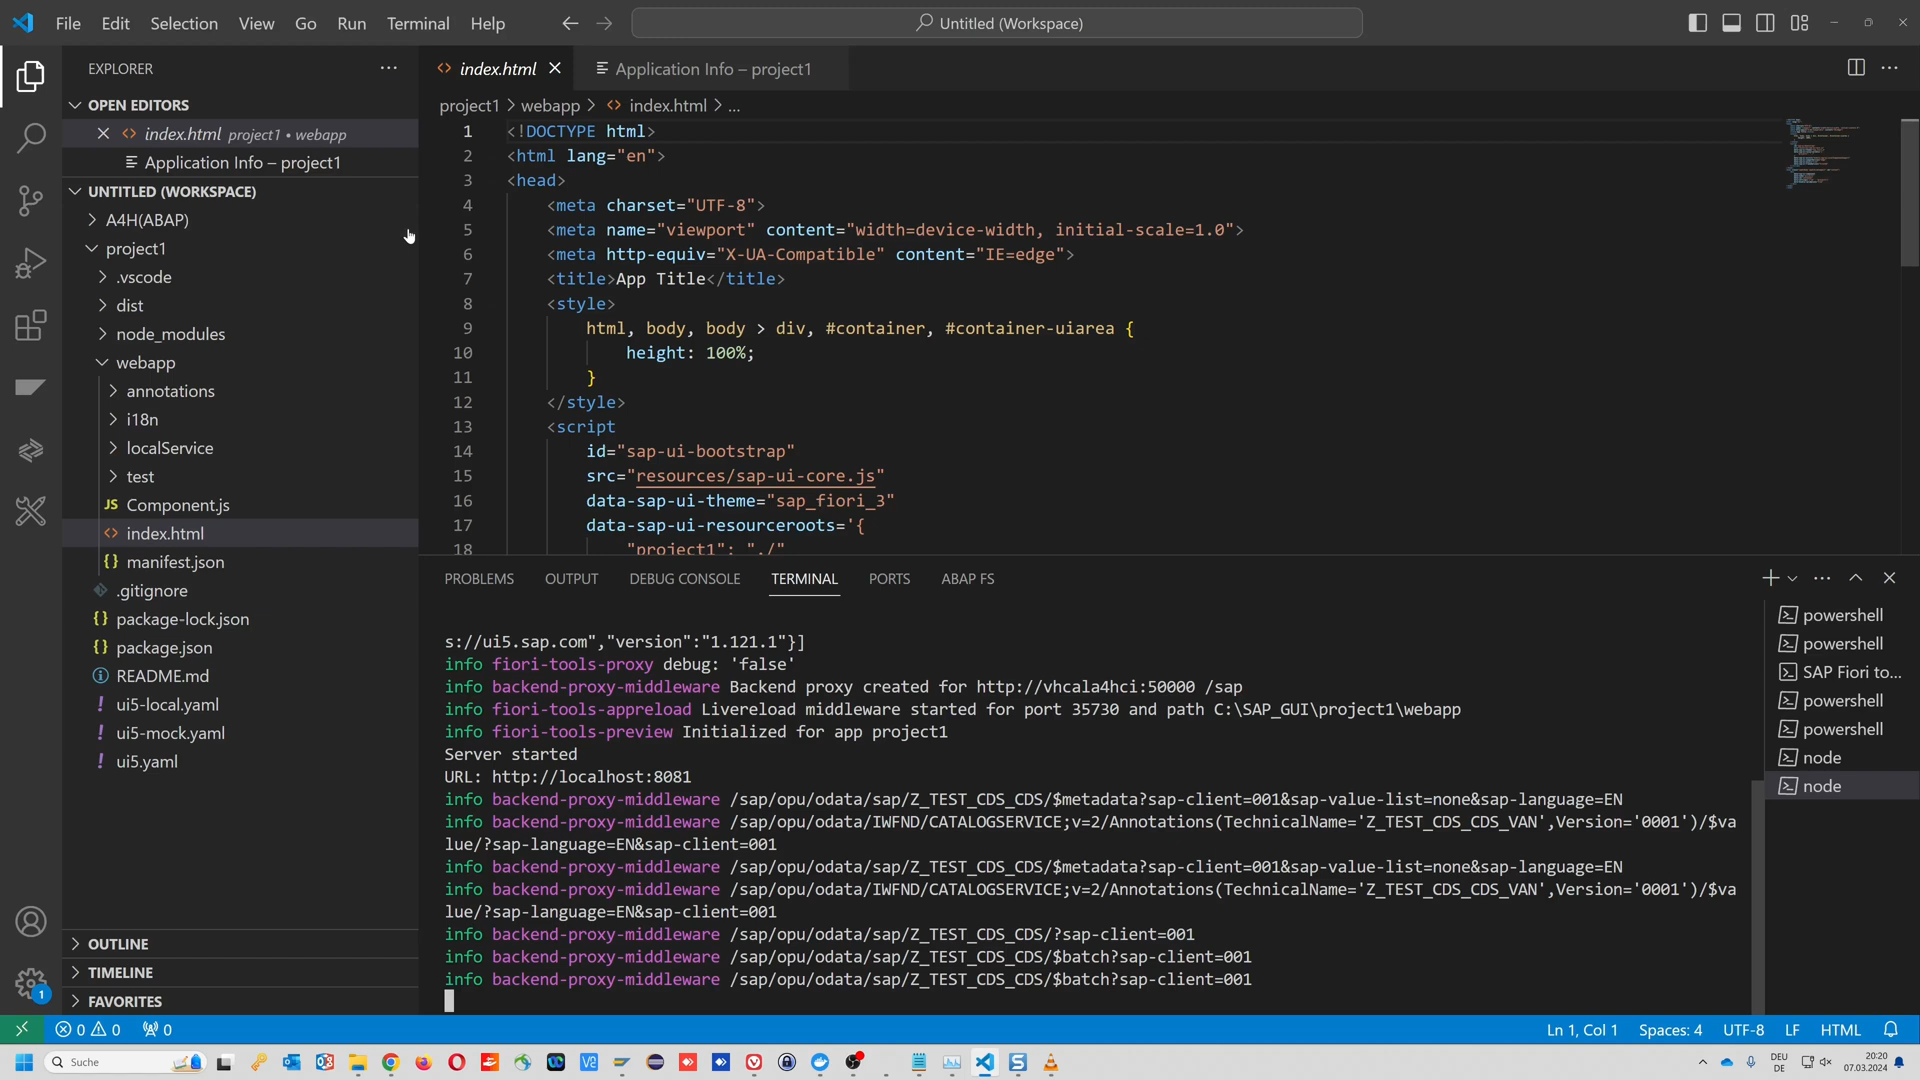 File Edit Selection View Go Run Terminal Help
Untitled (Workspace)
EXPLORER
OPEN EDITORS
index.html project1 • webapp
Application Info – project1
UNTITLED (WORKSPACE)
A4H(ABAP)
project1
.vscode
dist
node_modules
webapp
annotations
i18n
localService
test
JS Component.js
index.html
{} manifest.json
.gitignore
{} package-lock.json
{} package.json
README.md
! ui5-local.yaml
! ui5-mock.yaml
! ui5.yaml
OUTLINE
TIMELINE
FAVORITES
1
index.html
Application Info – project1
project1 > webapp > index.html > ...
1 <!DOCTYPE html>
2 <html lang="en">
3 <head>
4 <meta charset="UTF-8">
5 <meta name="viewport" content="width=device-width, initial-scale=1.0">
6 <meta http-equiv="X-UA-Compatible" content="IE=edge">
7 <title>App Title</title>
8 <style>
9 html, body, body > div, #container, #container-uiarea {
10 height: 100%;
11 }
12 </style>
13 <script
14 id="sap-ui-bootstrap"
15 src="resources/sap-ui-core.js"
16 data-sap-ui-theme="sap_fiori_3"
17 data-sap-ui-resourceroots='{
18 "project1": "./"
PROBLEMS OUTPUT DEBUG CONSOLE TERMINAL PORTS ABAP FS
s://ui5.sap.com","version":"1.121.1"}]
info fiori-tools-proxy debug: 'false'
info backend-proxy-middleware Backend proxy created for http://vhcala4hci:50000 /sap
info fiori-tools-appreload Livereload middleware started for port 35730 and path C:\SAP_GUI\project1\webapp
info fiori-tools-preview Initialized for app project1
Server started
URL: http://localhost:8081
info backend-proxy-middleware /sap/opu/odata/sap/Z_TEST_CDS_CDS/$metadata?sap-client=001&sap-value-list=none&sap-language=EN
info backend-proxy-middleware /sap/opu/odata/IWFND/CATALOGSERVICE;v=2/Annotations(TechnicalName='Z_TEST_CDS_CDS_VAN',Version='0001')/$va
lue/?sap-language=EN&sap-client=001
info backend-proxy-middleware /sap/opu/odata/sap/Z_TEST_CDS_CDS/$metadata?sap-client=001&sap-value-list=none&sap-language=EN
info backend-proxy-middleware /sap/opu/odata/IWFND/CATALOGSERVICE;v=2/Annotations(TechnicalName='Z_TEST_CDS_CDS_VAN',Version='0001')/$va
lue/?sap-language=EN&sap-client=001
info backend-proxy-middleware /sap/opu/odata/sap/Z_TEST_CDS_CDS/?sap-client=001
info backend-proxy-middleware /sap/opu/odata/sap/Z_TEST_CDS_CDS/$batch?sap-client=001
info backend-proxy-middleware /sap/opu/odata/sap/Z_TEST_CDS_CDS/$batch?sap-client=001
powershell
powershell
SAP Fiori to...
powershell
powershell
node
node
0 0 0
Ln 1, Col 1 Spaces: 4 UTF-8 LF HTML
Suche
DEU
DE
20:20
07.03.2024